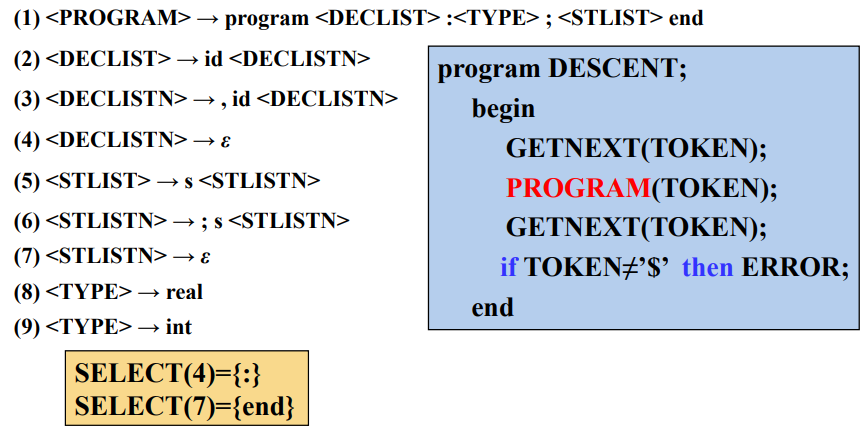 (1) <PROGRAM> → program <DECLIST> :<TYPE> ; <STLIST> end
(2) <DECLIST> → id <DECLISTN>
(3) <DECLISTN> → , id <DECLISTN>
(4) <DECLISTN> → ε
(5) <STLIST> → s <STLISTN>
(6) <STLISTN> → ; s <STLISTN>
(7) <STLISTN> → ε
(8) <TYPE> → real
(9) <TYPE> → int
SELECT(4)={:}
SELECT(7)={end}
program DESCENT;
begin
GETNEXT(TOKEN);
PROGRAM(TOKEN);
GETNEXT(TOKEN);
if TOKEN≠’$’ then ERROR;
end